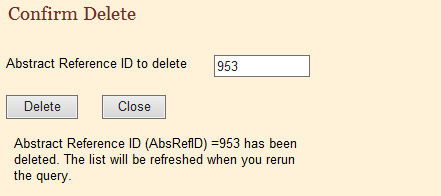 Confirm Delete
Abstract Reference ID to delete 953
Delete Close
Abstract Reference ID (AbsRefID) =953 has been
deleted. The list will be refreshed when you rerun
the query.